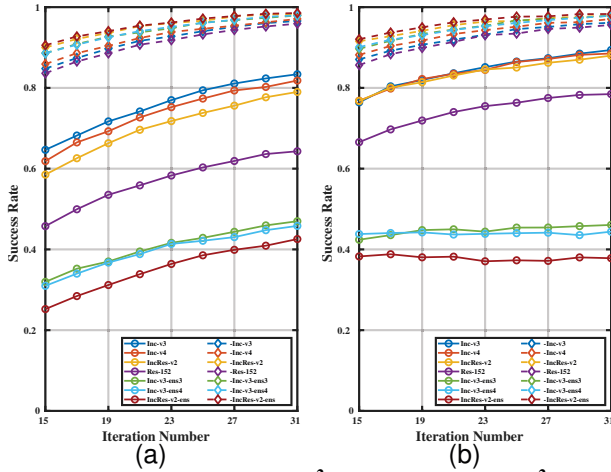 1
0.8
0.6
0.4
0.2
0
Success Rate
15 19 23 27 31
Iteration Number
Inc-v3 -Inc-v3
Inc-v4 -Inc-v4
IncRes-v2 -IncRes-v2
Res-152 -Res-152
Inc-v3-ens3 -Inc-v3-ens3
Inc-v3-ens4 -Inc-v3-ens4
IncRes-v2-ens -IncRes-v2-ens
(a)
1
0.8
0.6
0.4
0.2
0
Success Rate
15 19 23 27 31
Iteration Number
Inc-v3 -Inc-v3
Inc-v4 -Inc-v4
IncRes-v2 -IncRes-v2
Res-152 -Res-152
Inc-v3-ens3 -Inc-v3-ens3
Inc-v3-ens4 -Inc-v3-ens4
IncRes-v2-ens -IncRes-v2-ens
(b)
2 2